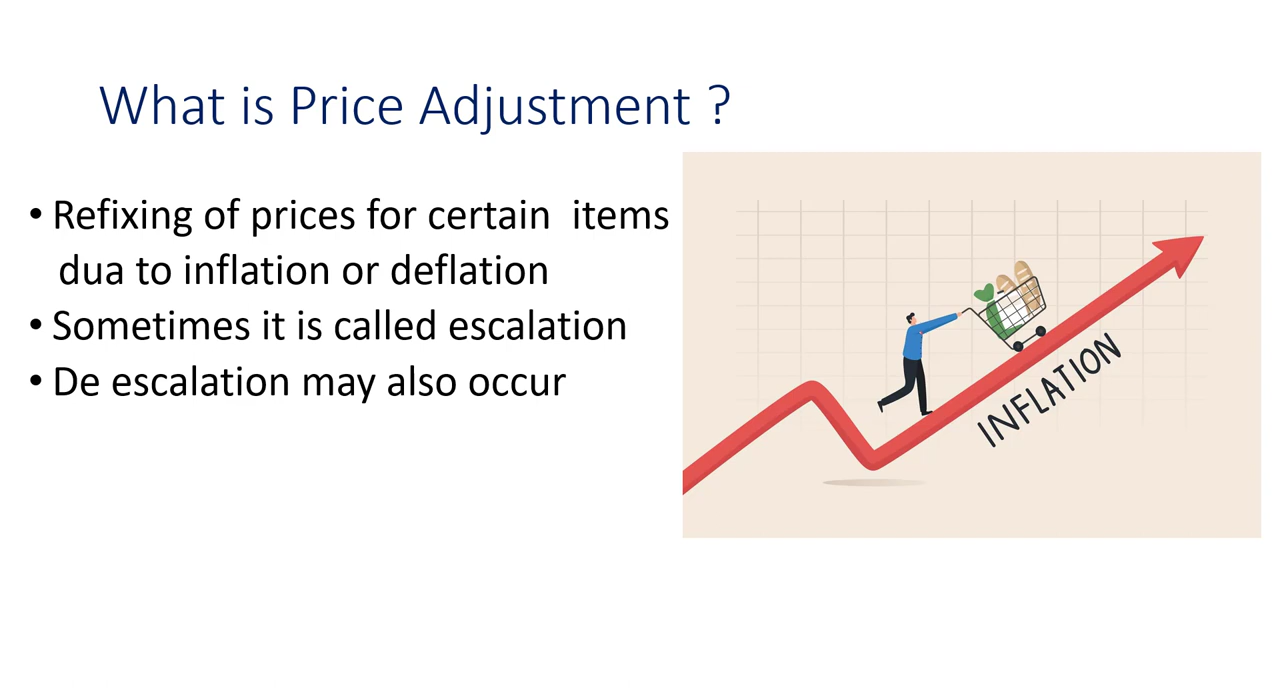 What is Price Adjustment ?
• Refixing of prices for certain  items
dua to inflation or deflation
• Sometimes it is called escalation
• De escalation may also occur
INFLATION